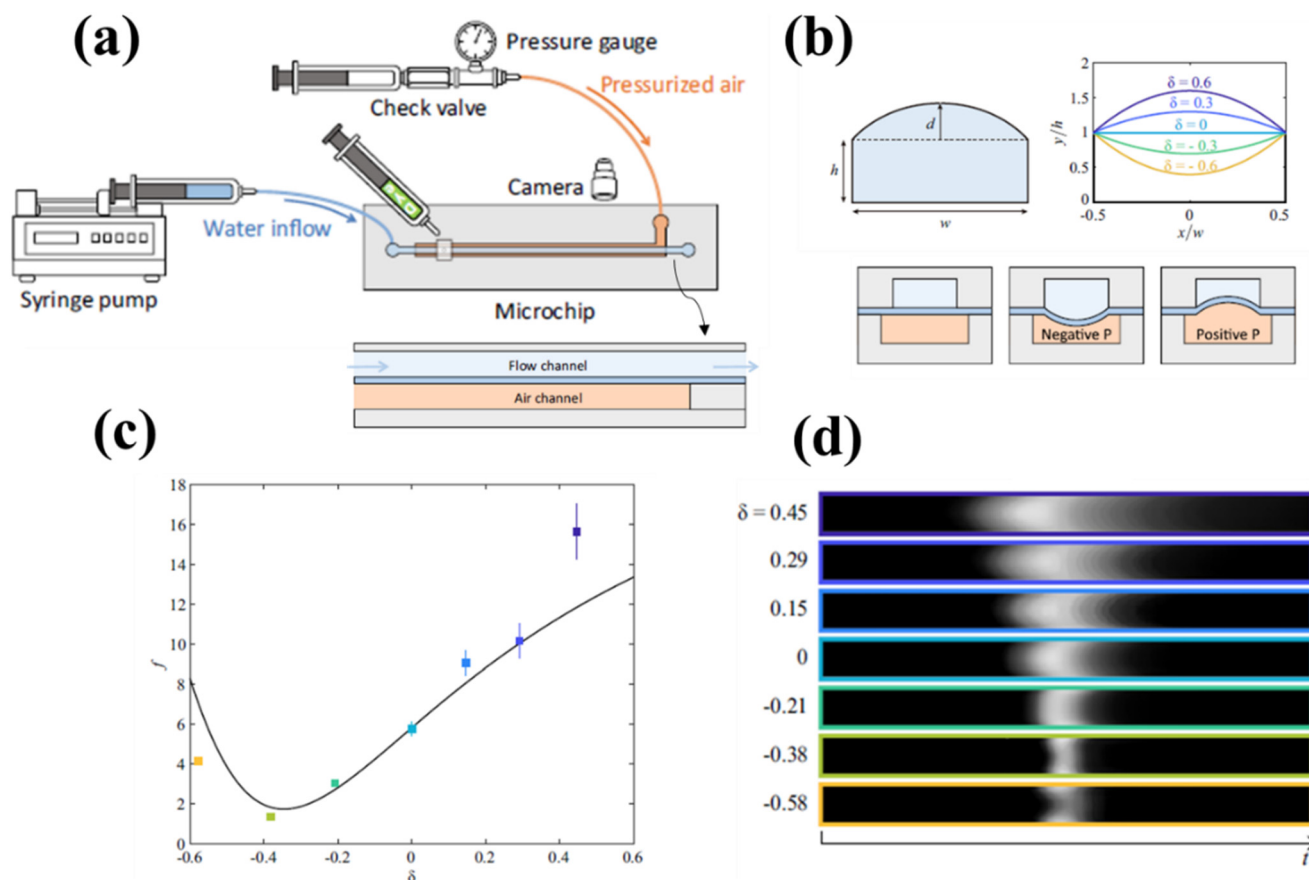 (a)
Pressure gauge
Pressurized air
Check valve
Camera
Water inflow
Syringe pump
Microchip
Flow channel
Air channel
(b)
d
h
w
2
1.5
1
0.5
0
y/h
δ = 0.6
δ = 0.3
δ = 0
δ = - 0.3
δ = - 0.6
-0.5
0
0.5
x/w
Negative P
Positive P
(c)
18
16
14
12
10
8
6
4
2
0
f
-0.6
-0.4
-0.2
0
0.2
0.4
0.6
δ
(d)
δ = 0.45
0.29
0.15
0
-0.21
-0.38
-0.58
t